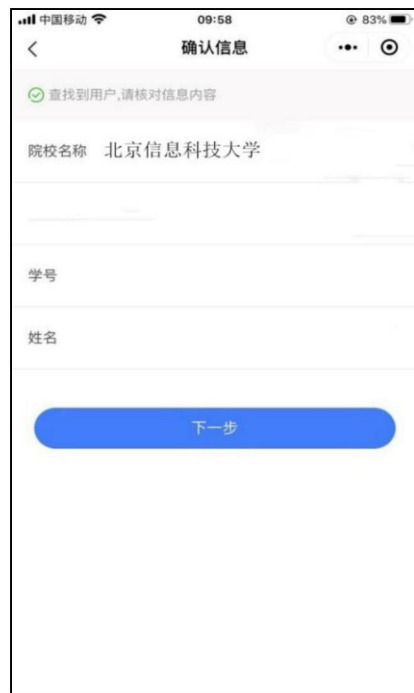 中国移动 09:58 83%
确认信息
查找到用户,请核对信息内容
院校名称 北京信息科技大学
学号
姓名
下一步